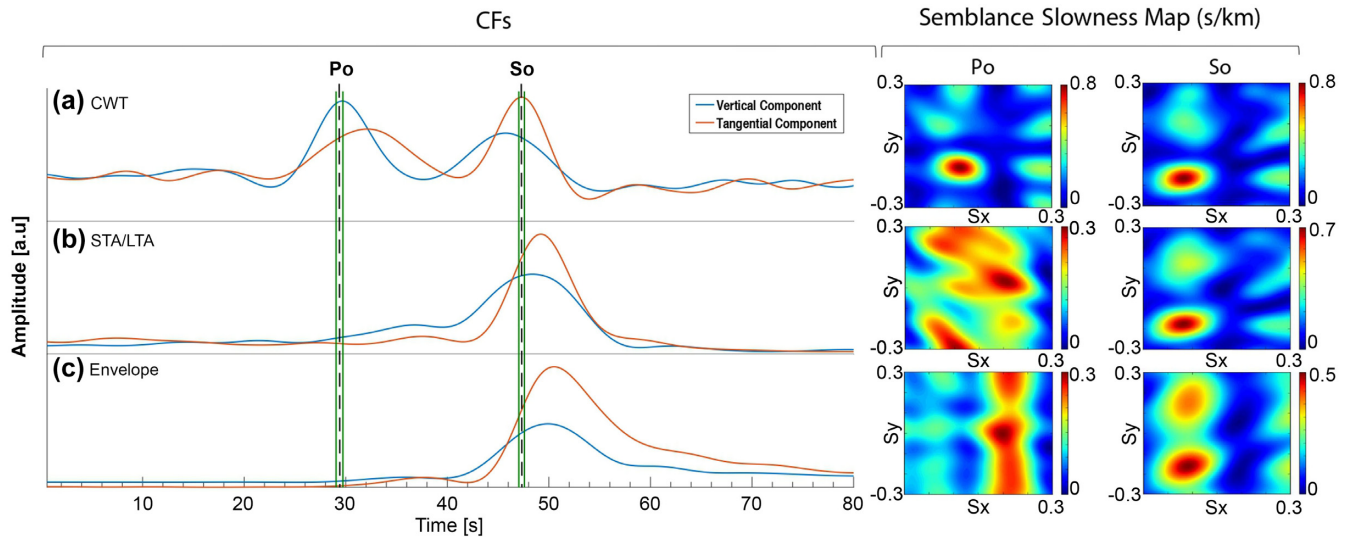 CFs
Semblance Slowness Map (s/km)
Po
So
Po
So
(a) CWT
Vertical Component
Tangential Component
0.3
Sy
-0.3
Sx
0.3
0.8
0
0.3
Sy
-0.3
Sx
0.3
0.8
0
(b) STA/LTA
0.3
Sy
-0.3
Sx
0.3
0.3
0
0.3
Sy
-0.3
Sx
0.3
0.7
0
(c) Envelope
0.3
Sy
-0.3
Sx
0.3
0.3
0
0.3
Sy
-0.3
Sx
0.3
0.5
0
Amplitude [a.u]
10 20 30 40 50 60 70 80
Time [s]